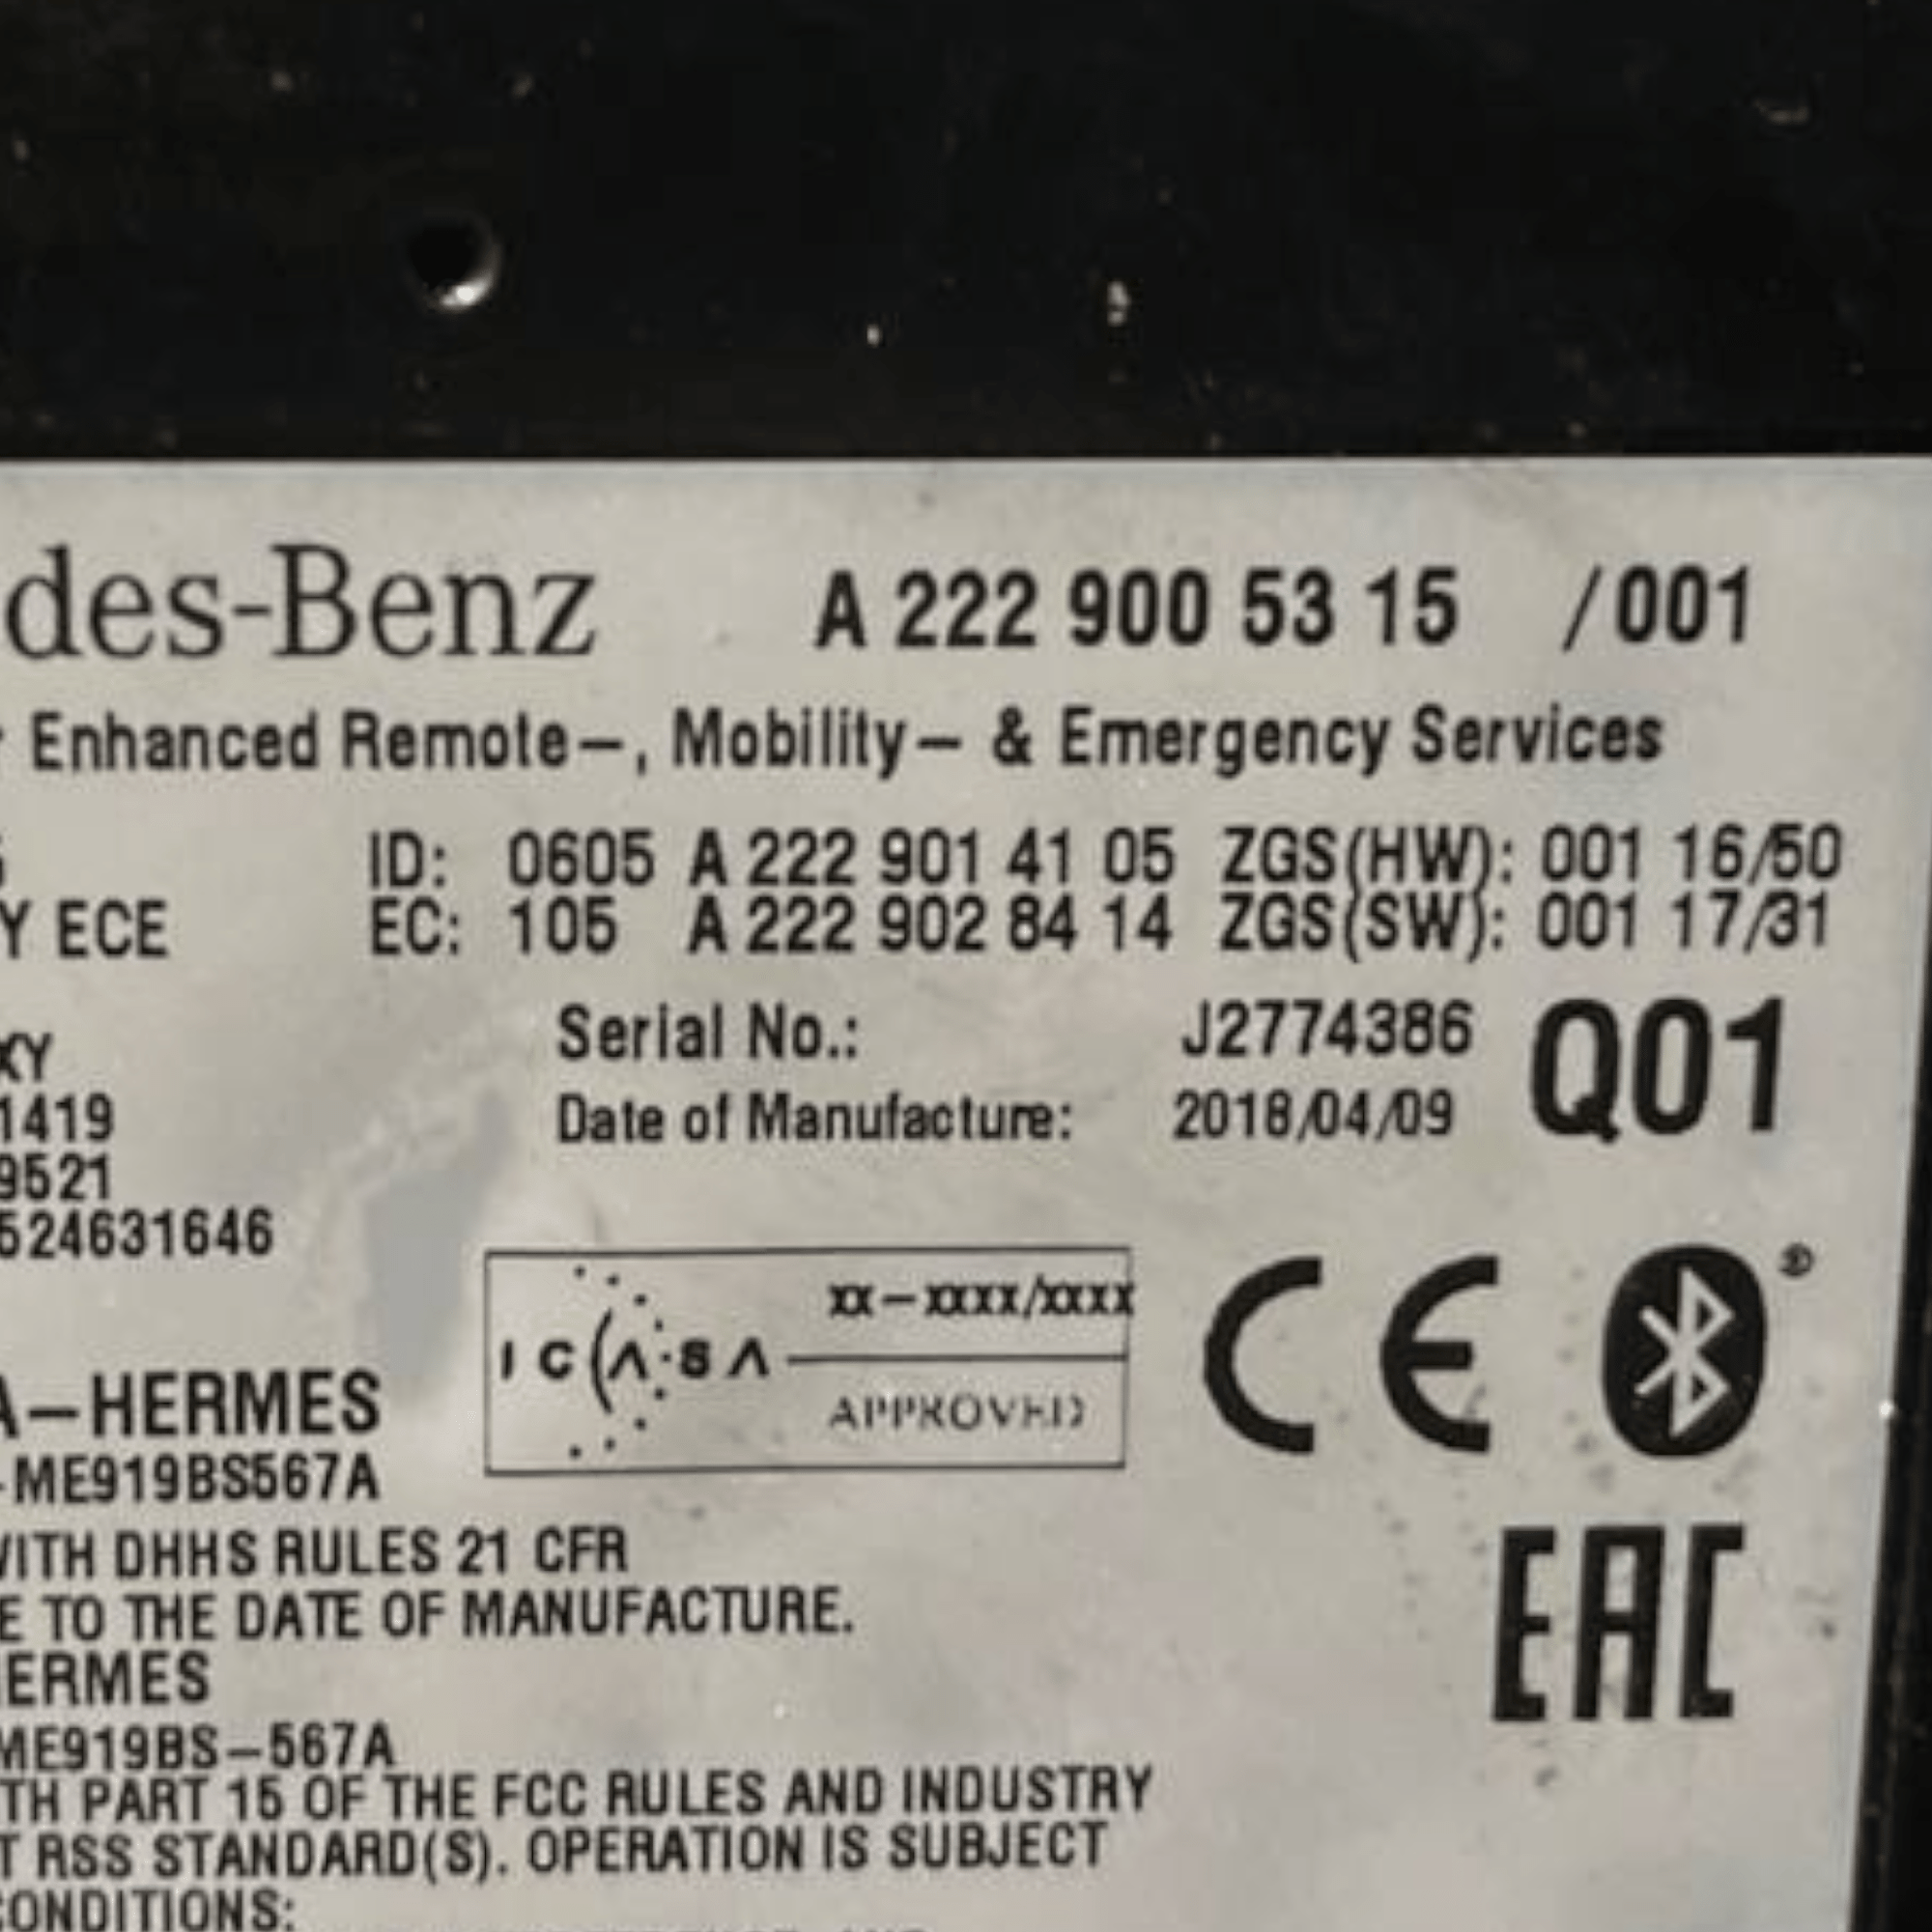 des-Benz A 222 900 53 15 /001
Enhanced Remote–, Mobility– & Emergency Services
ID: 0605 A 222 901 41 05 ZGS(HW): 001 16/50
Y ECE EC: 105 A 222 902 84 14 ZGS(SW): 001 17/31
XY Serial No.: J2774386 Q01
1419 Date of Manufacture: 2018/04/09
9521
524631646
ICASA xx–xxxx/xxxx
APPROVED
CE
®
A–HERMES
-ME919BS567A
WITH DHHS RULES 21 CFR
E TO THE DATE OF MANUFACTURE.
EAC
HERMES
ME919BS–567A
TH PART 15 OF THE FCC RULES AND INDUSTRY
T RSS STANDARD(S). OPERATION IS SUBJECT
CONDITIONS: